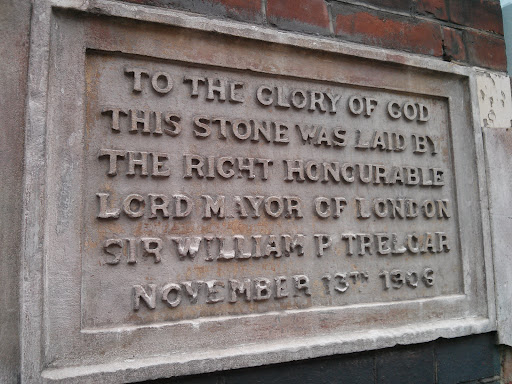 TO THE GLORY OF GOD
THIS STONE WAS LAID BY
THE RIGHT HONOURABLE
LORD MAYOR OF LONDON
SIR WILLIAM P TRELOAR
NOVEMBER 13TH 1906